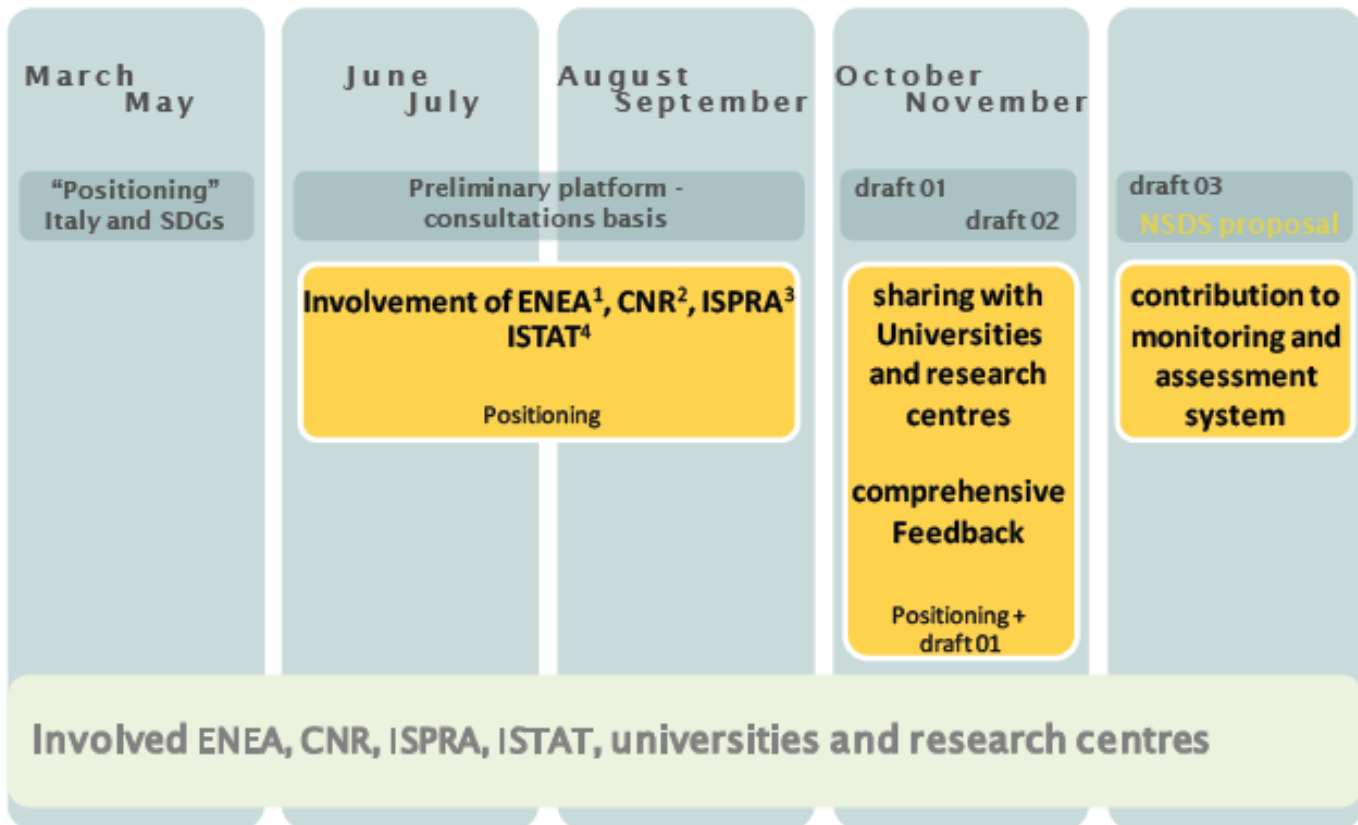 March
May
June
July
August
September
October
November
“Positioning”
Italy and SDGs
Preliminary platform -
consultations basis
draft 01
draft 02
draft 03
NSDS proposal
Involvement of ENEA¹, CNR², ISPRA³
ISTAT⁴
Positioning
sharing with
Universities
and research
centres
comprehensive
Feedback
Positioning +
draft 01
contribution to
monitoring and
assessment
system
Involved ENEA, CNR, ISPRA, ISTAT, universities and research centres